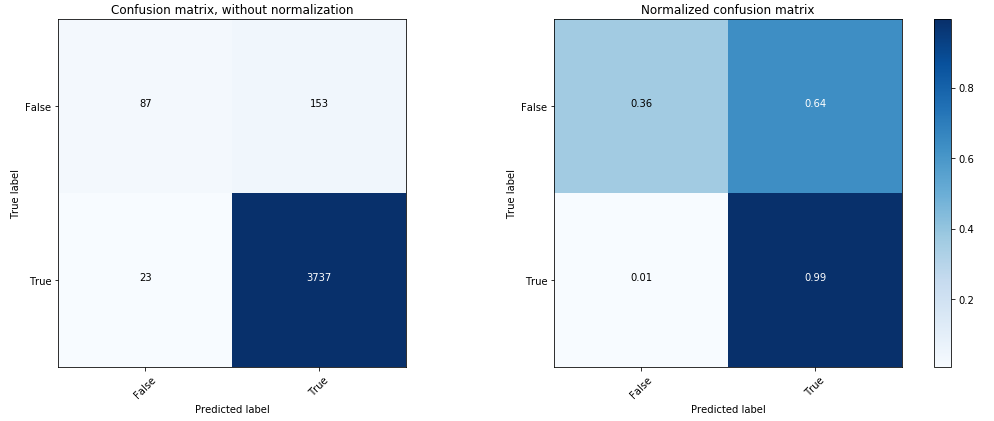 Confusion matrix, without normalization
False
87
153
True
23
3737
True label
False
True
Predicted label
Normalized confusion matrix
False
0.36
0.64
True
0.01
0.99
True label
False
True
Predicted label
0.8
0.6
0.4
0.2